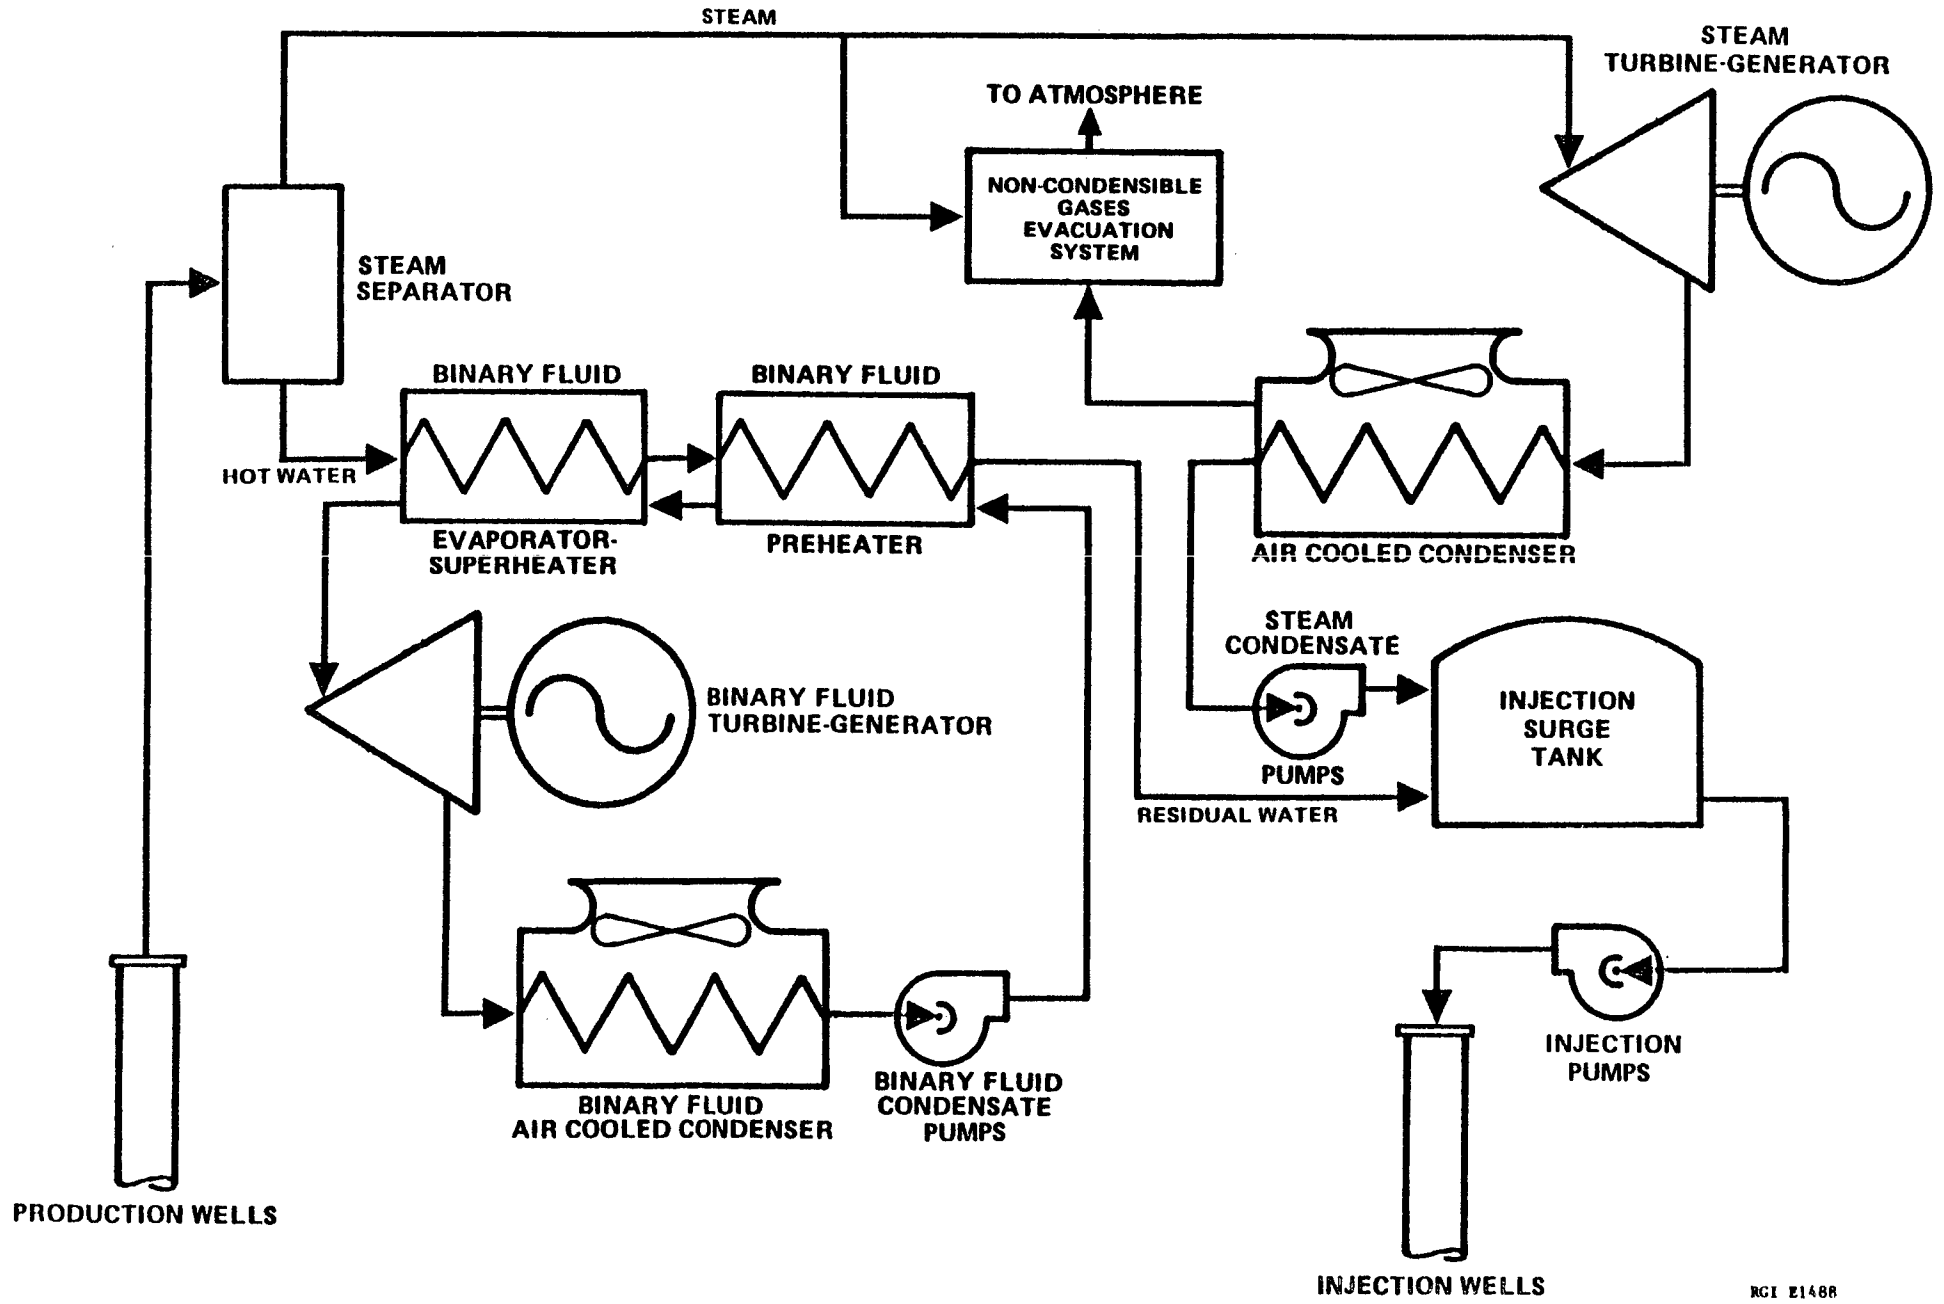 STEAM
STEAM
TURBINE-GENERATOR
TO ATMOSPHERE
NON-CONDENSIBLE
GASES
EVACUATION
SYSTEM
STEAM
SEPARATOR
BINARY FLUID
BINARY FLUID
HOT WATER
EVAPORATOR-
SUPERHEATER
PREHEATER
AIR COOLED CONDENSER
STEAM
CONDENSATE
PUMPS
INJECTION
SURGE
TANK
BINARY FLUID
TURBINE-GENERATOR
RESIDUAL WATER
BINARY FLUID
AIR COOLED CONDENSER
BINARY FLUID
CONDENSATE
PUMPS
INJECTION
PUMPS
PRODUCTION WELLS
INJECTION WELLS
RGI E1488